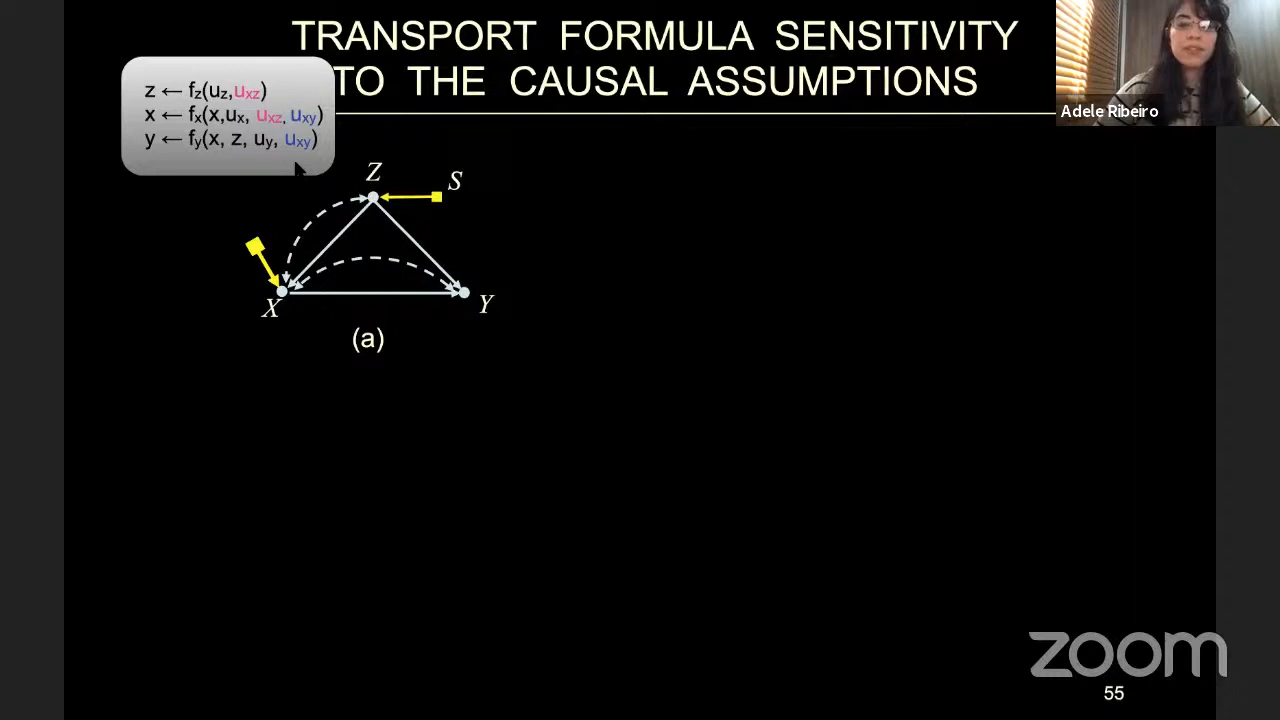 TRANSPORT FORMULA SENSITIVITY
TO THE CAUSAL ASSUMPTIONS
z ← fz(uz,uxz)
x ← fx(x,ux, uxz, uxy)
y ← fy(x, z, uy, uxy)
Adele Ribeiro
Z
S
X
Y
(a)
zoom
55